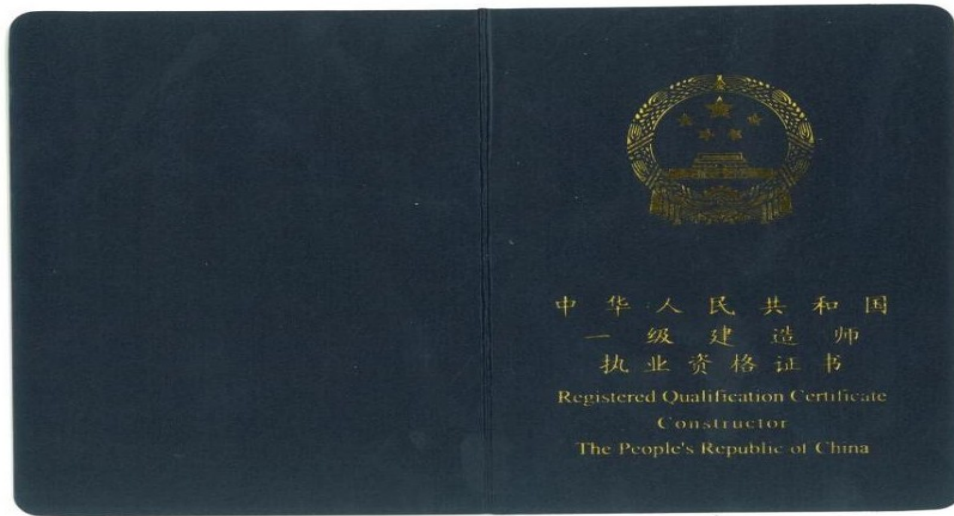 中华人民共和国
一级建造师
执业资格证书
Registered Qualification Certificate
Constructor
The People's Republic of China